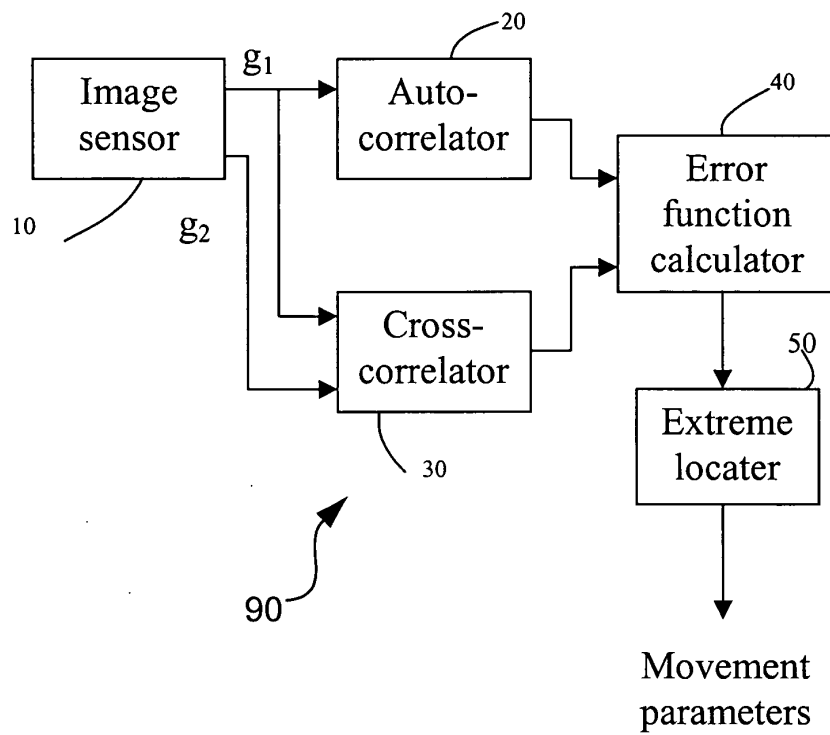 20
g₁
Image
sensor
Auto-
correlator
40
10
g₂
Error
function
calculator
Cross-
correlator
50
30
Extreme
locater
90
Movement
parameters